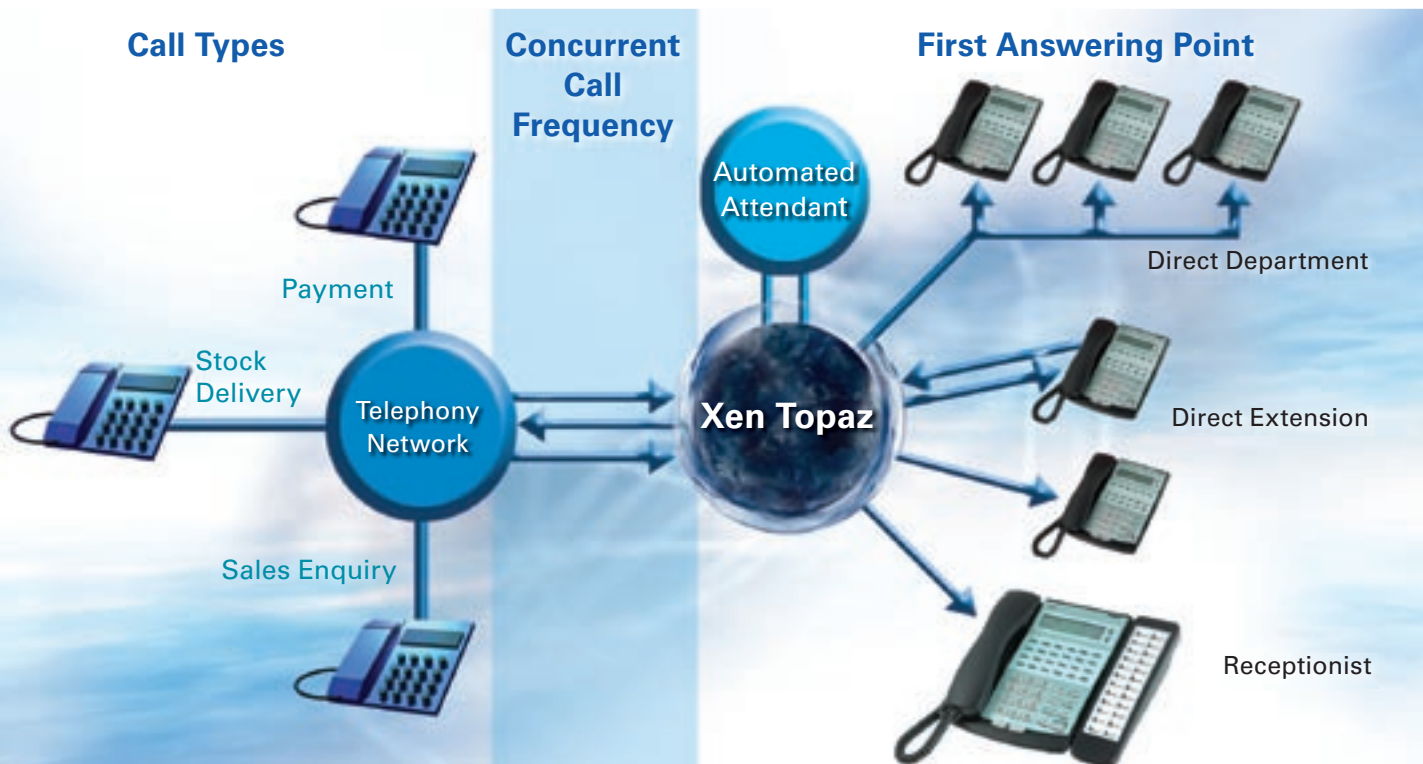 Call Types
Concurrent
Call
Frequency
First Answering Point
Automated
Attendant
Payment
Direct Department
Stock
Delivery
Telephony
Network
Xen Topaz
Direct Extension
Sales Enquiry
Receptionist